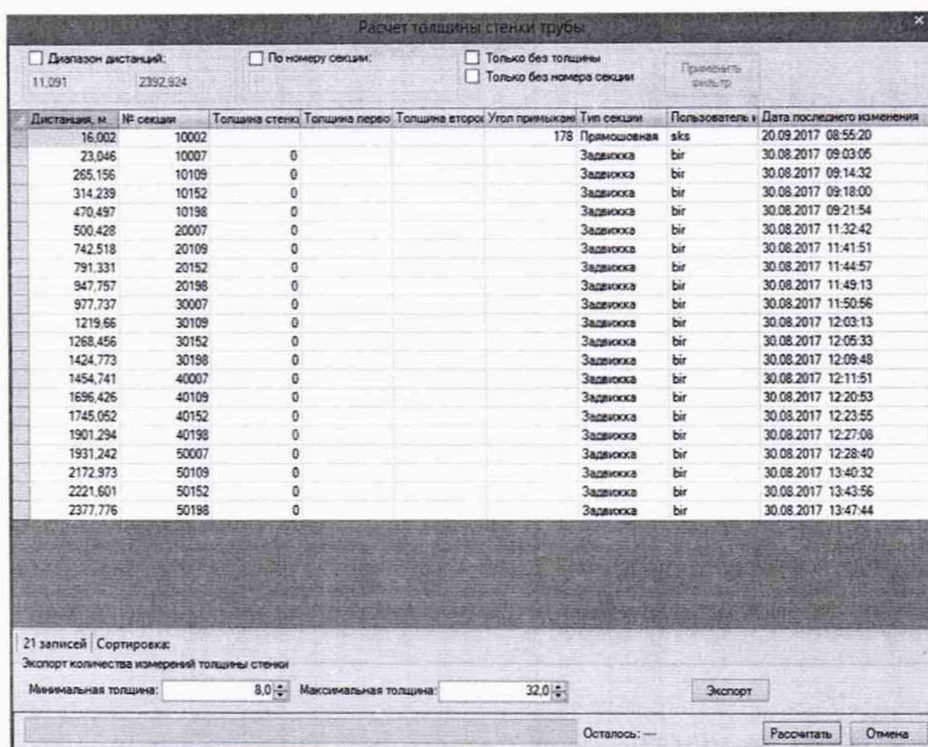 Расчет толщины стенки трубы
Диапазон дистанций: По номеру секции: Только без толщины
11,091 2392,924 Только без номера секции Применить фильтр
Дистанция, м № секции Толщина стенки Толщина перво Толщина второг Угол примыкан Тип секции Пользователь и Дата последнего изменения
16,002 10002 178 Прямошовная sks 20.09.2017 08:55:20
23,046 10007 0 Задвижка bir 30.08.2017 09:03:05
265,156 10109 0 Задвижка bir 30.08.2017 09:14:32
314,239 10152 0 Задвижка bir 30.08.2017 09:18:00
470,497 10198 0 Задвижка bir 30.08.2017 09:21:54
500,428 20007 0 Задвижка bir 30.08.2017 11:32:42
742,518 20109 0 Задвижка bir 30.08.2017 11:41:51
791,331 20152 0 Задвижка bir 30.08.2017 11:44:57
947,757 20198 0 Задвижка bir 30.08.2017 11:49:13
977,737 30007 0 Задвижка bir 30.08.2017 11:50:56
1219,66 30109 0 Задвижка bir 30.08.2017 12:03:13
1268,456 30152 0 Задвижка bir 30.08.2017 12:05:33
1424,773 30198 0 Задвижка bir 30.08.2017 12:09:48
1454,741 40007 0 Задвижка bir 30.08.2017 12:11:51
1696,426 40109 0 Задвижка bir 30.08.2017 12:20:53
1745,052 40152 0 Задвижка bir 30.08.2017 12:23:55
1901,294 40198 0 Задвижка bir 30.08.2017 12:27:08
1931,242 50007 0 Задвижка bir 30.08.2017 12:28:40
2172,973 50109 0 Задвижка bir 30.08.2017 13:40:32
2221,601 50152 0 Задвижка bir 30.08.2017 13:43:56
2377,776 50198 0 Задвижка bir 30.08.2017 13:47:44
21 записей Сортировка:
Экспорт количества измерений толщины стенки
Минимальная толщина: 8,0 Максимальная толщина: 32,0 Экспорт
Осталось: --- Рассчитать Отмена